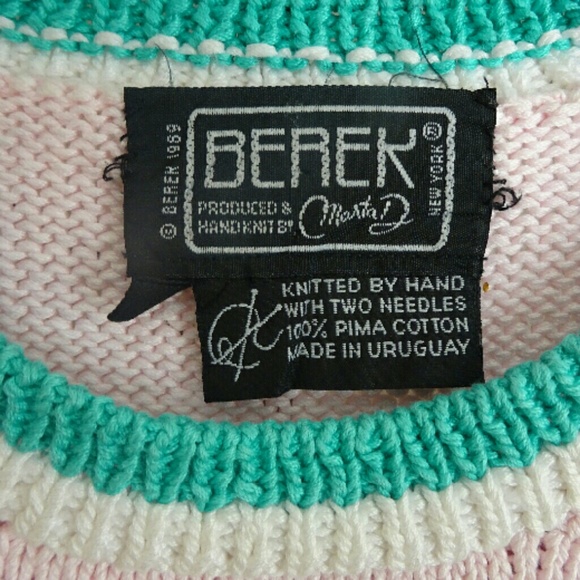 © BEREK 1989
BEREK ®
NEW YORK
PRODUCED &
HANDKNIT BY Marta D.
KNITTED BY HAND
WITH TWO NEEDLES
100% PIMA COTTON
MADE IN URUGUAY